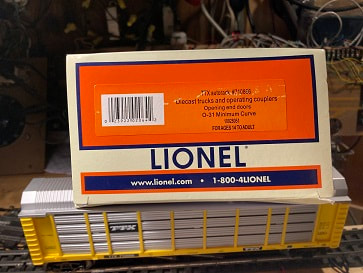 TTX autorack #710805
Diecast trucks and operating couplers
Opening end doors
O-31 Minimum Curve
FOR AGES 14 TO ADULT
LIONEL®
www.lionel.com • 1-800-4LIONEL
TTX